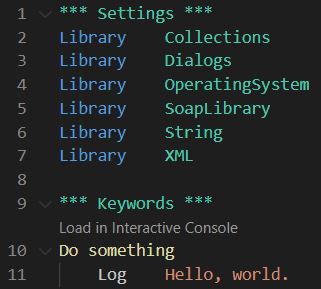 1 *** Settings ***
2 Library    Collections
3 Library    Dialogs
4 Library    OperatingSystem
5 Library    SoapLibrary
6 Library    String
7 Library    XML
8
9 *** Keywords ***
Load in Interactive Console
10 Do something
11     Log    Hello, world.